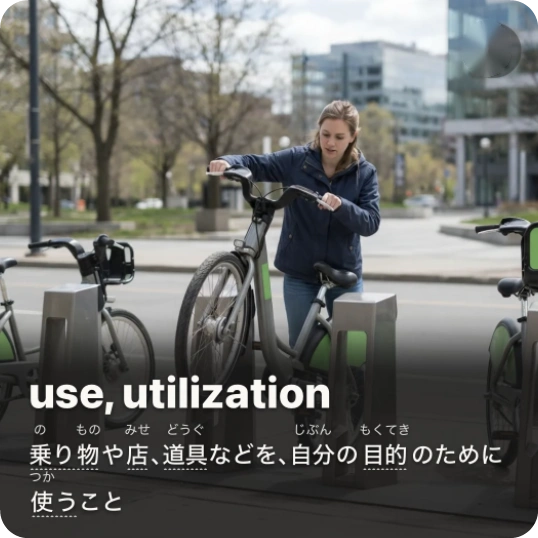 use, utilization
の もの みせ どうぐ じぶん もくてき
乗り物や店、道具などを、自分の目的のために
つか
使うこと